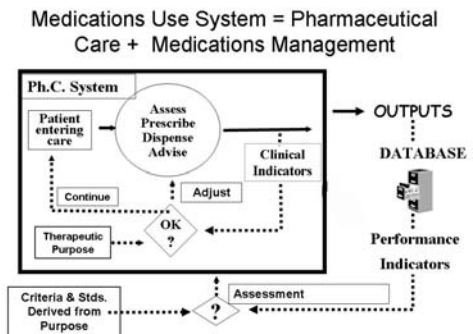 Medications Use System = Pharmaceutical
Care + Medications Management
Ph.C. System
Patient
entering
care
Assess
Prescribe
Dispense
Advise
OUTPUTS
Clinical
Indicators
DATABASE
Continue
Adjust
OK
?
Therapeutic
Purpose
Performance
Indicators
Criteria & Stds.
Derived from
Purpose
?
Assessment